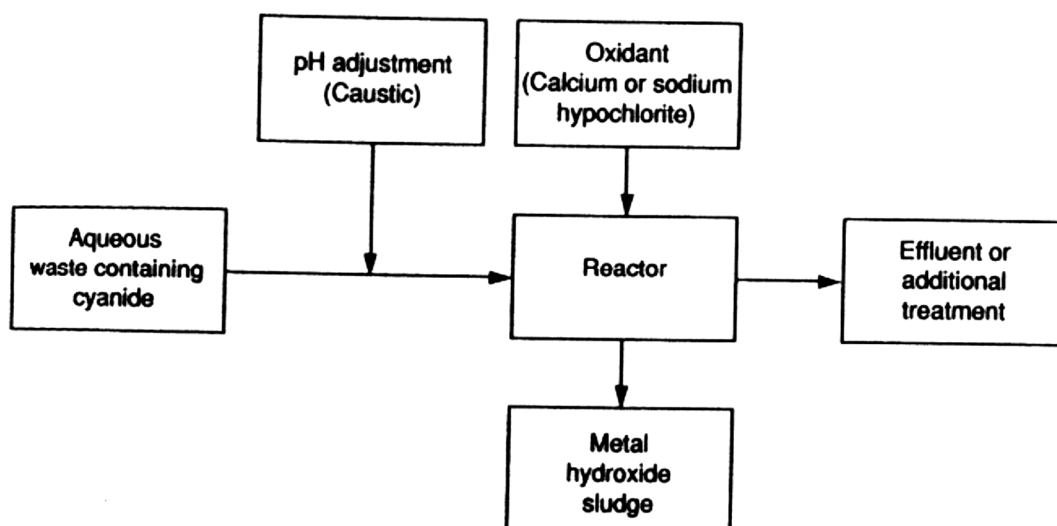 pH adjustment
(Caustic)
Oxidant
(Calcium or sodium
hypochlorite)
Aqueous
waste containing
cyanide
Reactor
Effluent or
additional
treatment
Metal
hydroxide
sludge